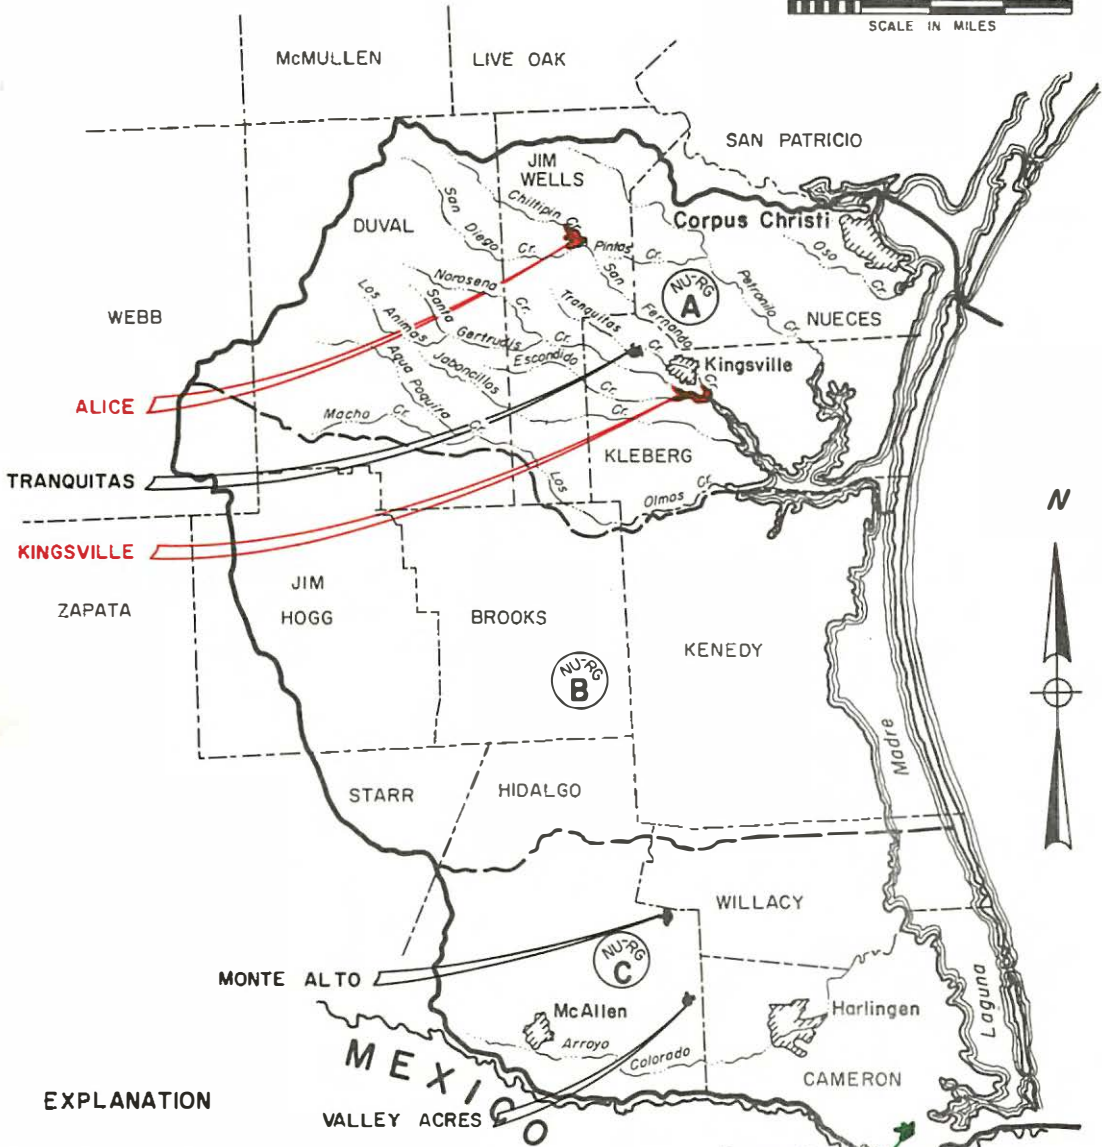 SCALE IN MILES
McMULLEN
LIVE OAK
SAN PATRICIO
JIM
WELLS
Chiltipin Cr.
San Diego Cr.
DUVAL
Corpus Christi
Pintas Cr.
Oso Cr.
San Fernando Cr.
Petronila Cr.
NU-RG
A
NUECES
Narosena Cr.
Tranquitas Cr.
Los Animas
Santa Gertrudis Cr.
Escondido Cr.
Kingsville
WEBB
Agua Poquita Cr.
Jaboncillos Cr.
Macho Cr.
ALICE
TRANQUITAS
KLEBERG
Los Olmos Cr.
N
KINGSVILLE
ZAPATA
JIM
HOGG
BROOKS
KENEDY
NU-RG
B
Madre
STARR
HIDALGO
WILLACY
MONTE ALTO
NU-RG
C
Laguna
McAllen
Harlingen
Arroyo Colorado
MEXICO
CAMERON
EXPLANATION
VALLEY ACRES